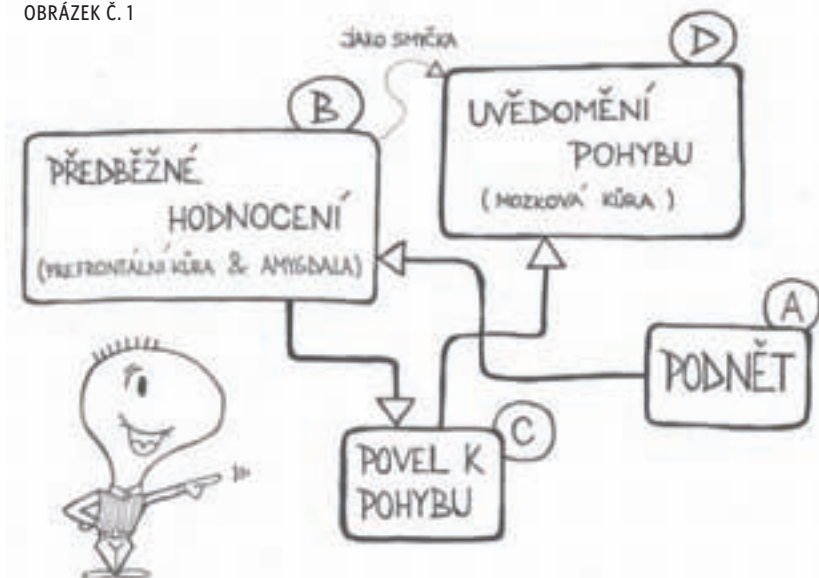 OBRÁZEK Č. 1
JAKO SMYČKA
D
B
UVĚDOMĚNÍ
POHYBU
(MOZKOVÁ KŮRA)
PŘEDBĚŽNÉ
HODNOCENÍ
(PREFRONTÁLNÍ KŮRA & AMYGDALA)
A
PODNĚT
C
POVEL K
POHYBU